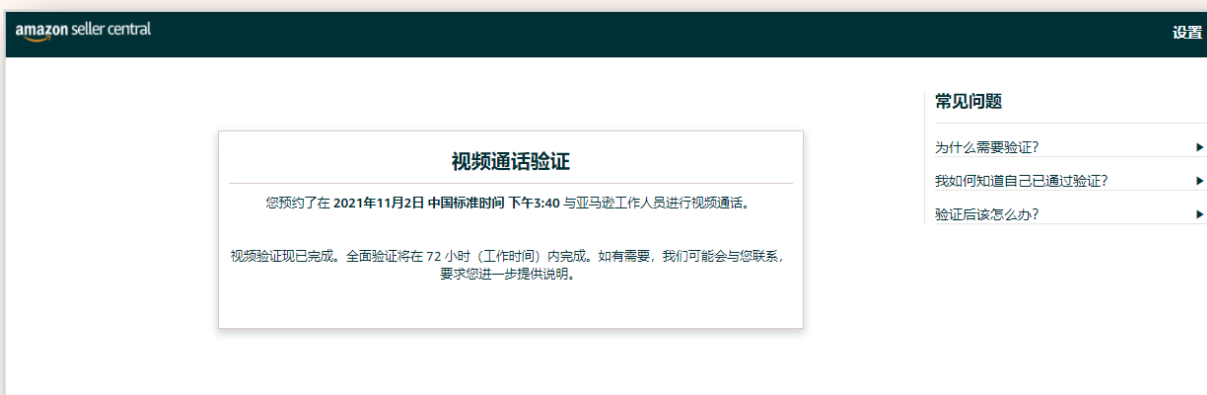 amazon seller central
设置
视频通话验证
您预约了在 2021年11月2日 中国标准时间 下午3:40 与亚马逊工作人员进行视频通话。
视频验证现已完成。全面验证将在 72 小时（工作时间）内完成。如有需要，我们可能会与您联系，
要求您进一步提供说明。
常见问题
为什么需要验证？
我如何知道自己已通过验证？
验证后该怎么办？